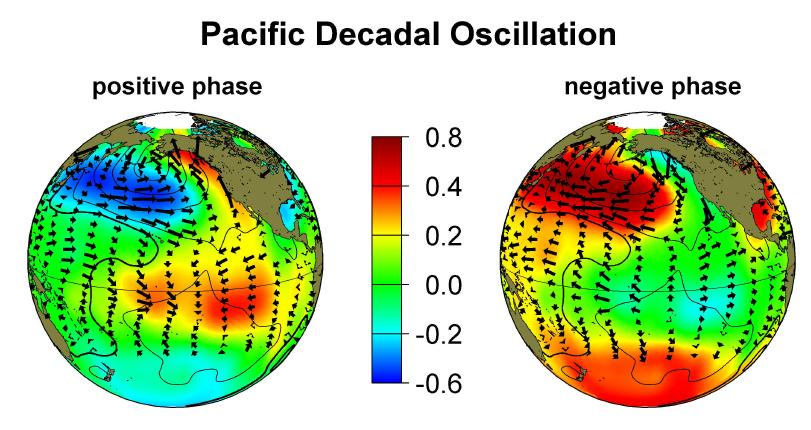 Pacific Decadal Oscillation
positive phase
negative phase
0.8
0.4
0.2
0.0
-0.2
-0.6